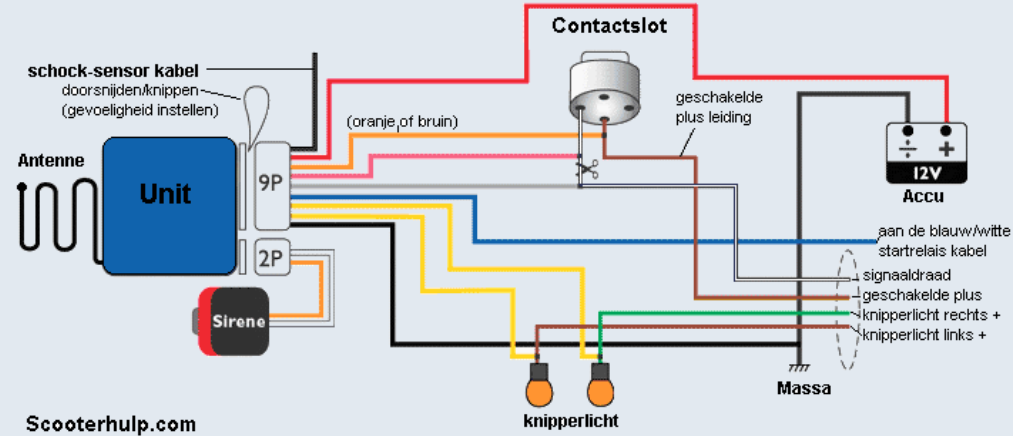 Contactslot
schock-sensor kabel
doorsnijden/knippen
(gevoeligheid instellen)
geschakelde
plus leiding
(oranje of bruin)
Antenne
Unit
9P
2P
12V
Accu
Sirene
aan de blauw/witte
startrelais kabel
signaaldraad
geschakelde plus
knipperlicht rechts +
knipperlicht links +
Massa
knipperlicht
Scooterhulp.com